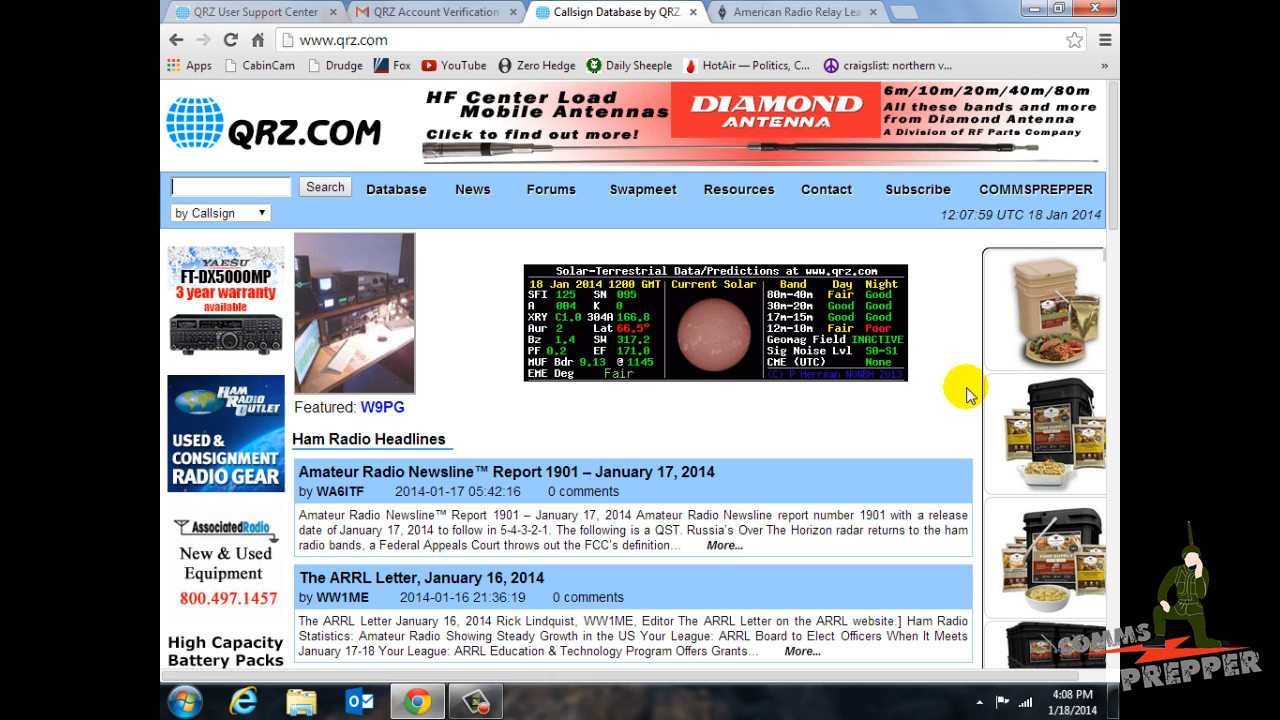 QRZ User Support Center
QRZ Account Verification
Callsign Database by QRZ.
American Radio Relay Lea
www.qrz.com
Apps
CabinCam
Drudge
Fox
YouTube
Zero Hedge
Daily Sheeple
HotAir — Politics, C...
craigslist: northern v...
»
QRZ.COM
HF Center Load
Mobile Antennas
Click to find out more!
DIAMOND
ANTENNA
6m/10m/20m/40m/80m
All these bands and more
from Diamond Antenna
A Division of RF Parts Company
Search
Database
News
Forums
Swapmeet
Resources
Contact
Subscribe
COMMSPREPPER
by Callsign
12:07:59 UTC 18 Jan 2014
YAESU
FT-DX5000MP
3 year warranty
available
HAM RADIO
OUTLET
USED &
CONSIGNMENT
RADIO GEAR
AssociatedRadio
New & Used
Equipment
800.497.1457
High Capacity
Battery Packs
Solar-Terrestrial Data/Predictions at www.qrz.com
18 Jan 2014 1200 GMT
SFI 125 SN 095
A 004 K 0
XRY C1.0 304A 166.8
Aur 2 Lat 66.5°
Bz 1.4 SW 317.2
PF 0.2 EF 171.0
MUF Bdr 9.13 @ 1145
EME Deg Fair
Current Solar
Band Day Night
80m-40m Fair Good
30m-20m Good Good
17m-15m Good Good
12m-10m Fair Poor
Geomag Field INACTIVE
Sig Noise Lvl S0-S1
CME (UTC) None
(C) P Herrman N0NBH 2013
Featured: W9PG
Ham Radio Headlines
Amateur Radio Newsline™ Report 1901 – January 17, 2014
by WA6ITF 2014-01-17 05:42:16 0 comments
Amateur Radio Newsline™ Report 1901 – January 17, 2014 Amateur Radio Newsline report number 1901 with a release
date of January 17, 2014 to follow in 5-4-3-2-1. The following is a QST. Russia's Over The Horizon radar returns to the ham
radio bands, a Federal Appeals Court throws out the FCC's definition... More...
The ARRL Letter, January 16, 2014
by WW1ME 2014-01-16 21:36:19 0 comments
The ARRL Letter January 16, 2014 Rick Lindquist, WW1ME, Editor The ARRL Letter on the ARRL website.] Ham Radio
Statistics: Amateur Radio Showing Steady Growth in the US Your League: ARRL Board to Elect Officers When It Meets
January 17-18 Your League: ARRL Education & Technology Program Offers Grants... More...
4:08 PM
1/18/2014
COMMS
PREPPER